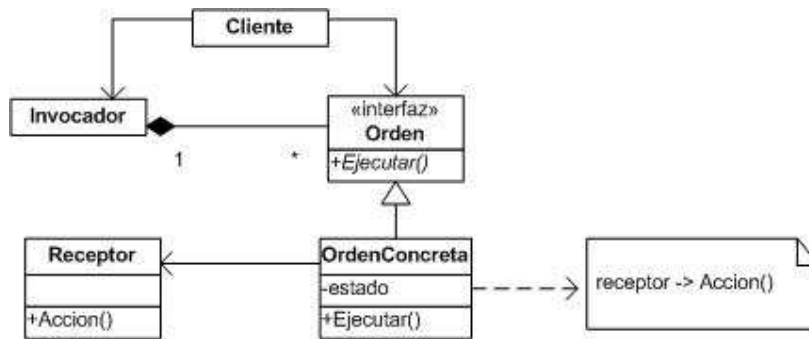 Cliente
Invocador
«interfaz»
Orden
+Ejecutar()
1
*
Receptor
+Accion()
OrdenConcreta
-estado
+Ejecutar()
receptor -> Accion()